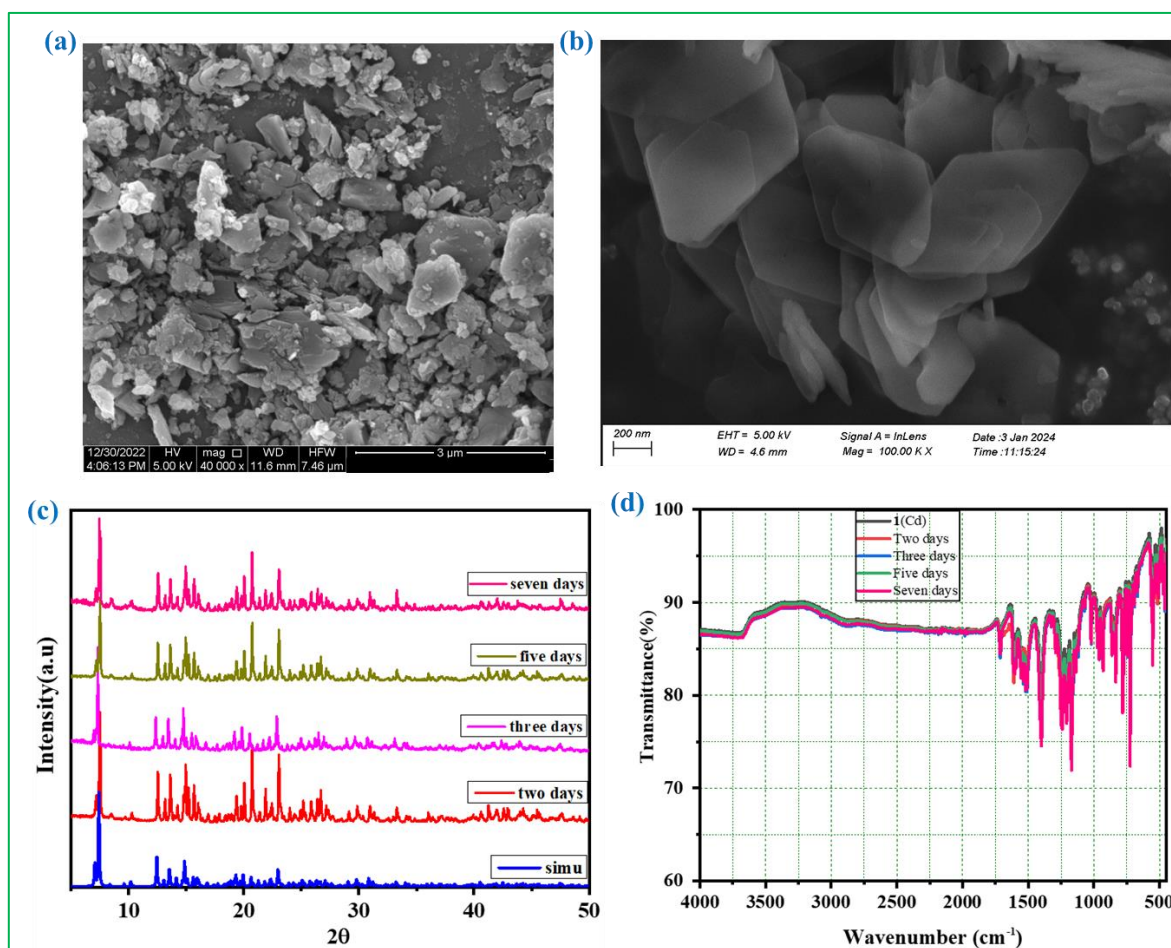 (a)
12/30/2022 HV mag □ WD HFW 3 µm
4:06:13 PM 5.00 kV 40 000 x 11.6 mm 7.46 µm
(b)
200 nm EHT = 5.00 kV Signal A = InLens Date :3 Jan 2024
WD = 4.6 mm Mag = 100.00 K X Time :11:15:24
(c)
seven days
five days
three days
two days
simu
Intensity(a.u)
10 20 30 40 50
2θ
(d)
100
90
80
70
60
1(Cd)
Two days
Three days
Five days
Seven days
Transmittance(%)
4000 3500 3000 2500 2000 1500 1000 500
Wavenumber (cm⁻¹)